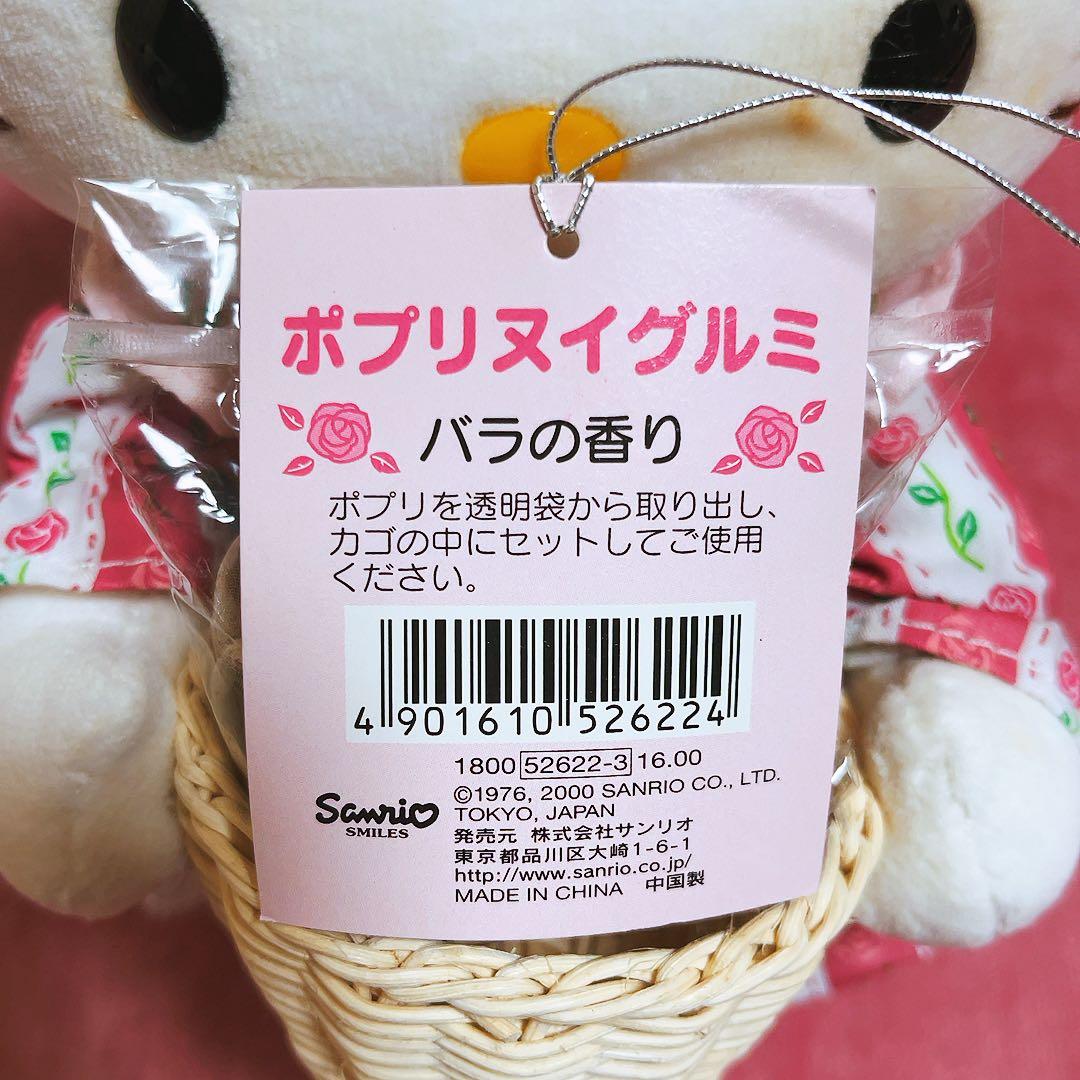 ポプリヌイグルミ
バラの香り
ポプリを透明袋から取り出し、
カゴの中にセットしてご使用
ください。
4 901610 526224
1800 52622-3 16.00
©1976, 2000 SANRIO CO., LTD.
TOKYO, JAPAN
Sanrio
SMILES
発売元 株式会社サンリオ
東京都品川区大崎1-6-1
http://www.sanrio.co.jp/
MADE IN CHINA 中国製